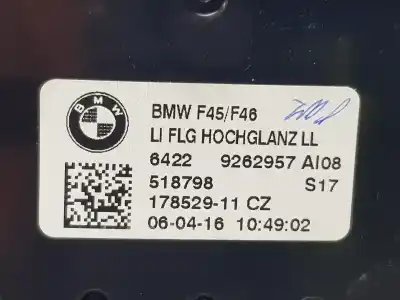 BMW
BMW F45/F46
LI FLG HOCHGLANZ LL
6422 9262957 AI08
518798 S17
178529-11 CZ
06-04-16 10:49:02